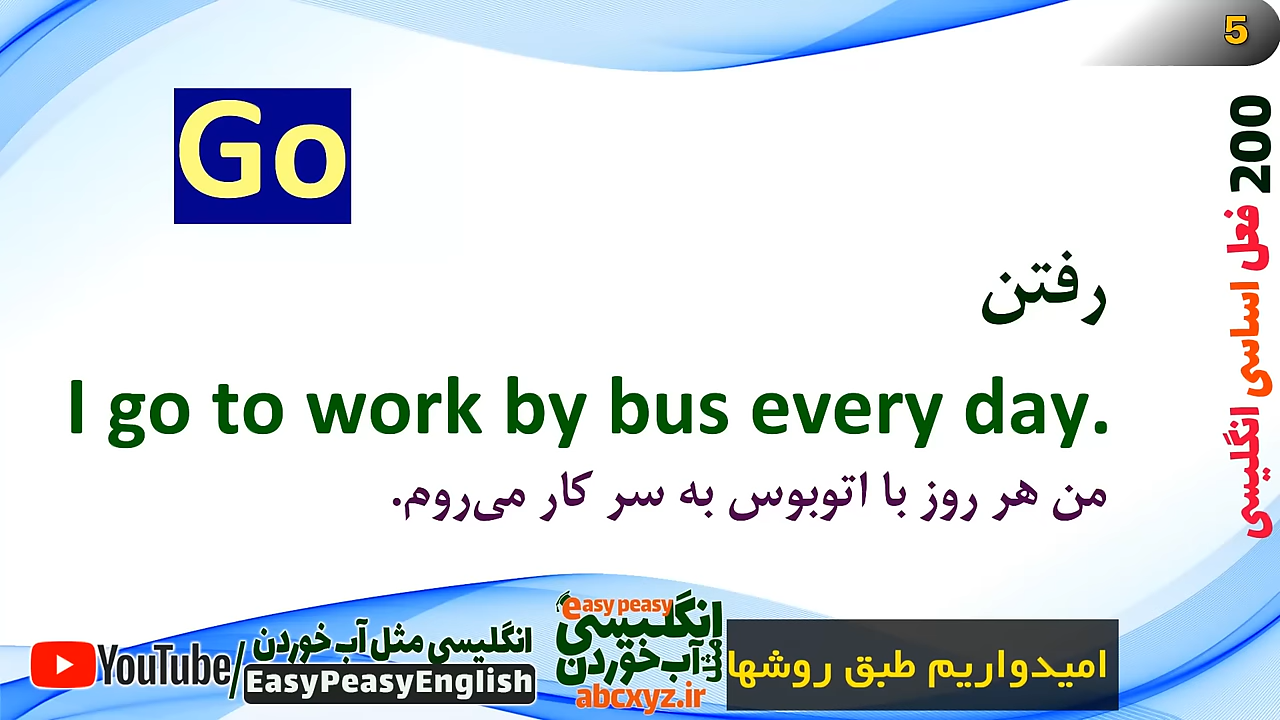 5
Go
200 فعل اساسی انگلیسی
رفتن
I go to work by bus every day.
من هر روز با اتوبوس به سر کار می‌روم.
YouTube/
انگلیسی مثل آب خوردن
EasyPeasyEnglish
easy peasy
انگلیسی
مثل آب خوردن
abcxyz.ir
امیدواریم طبق روشها